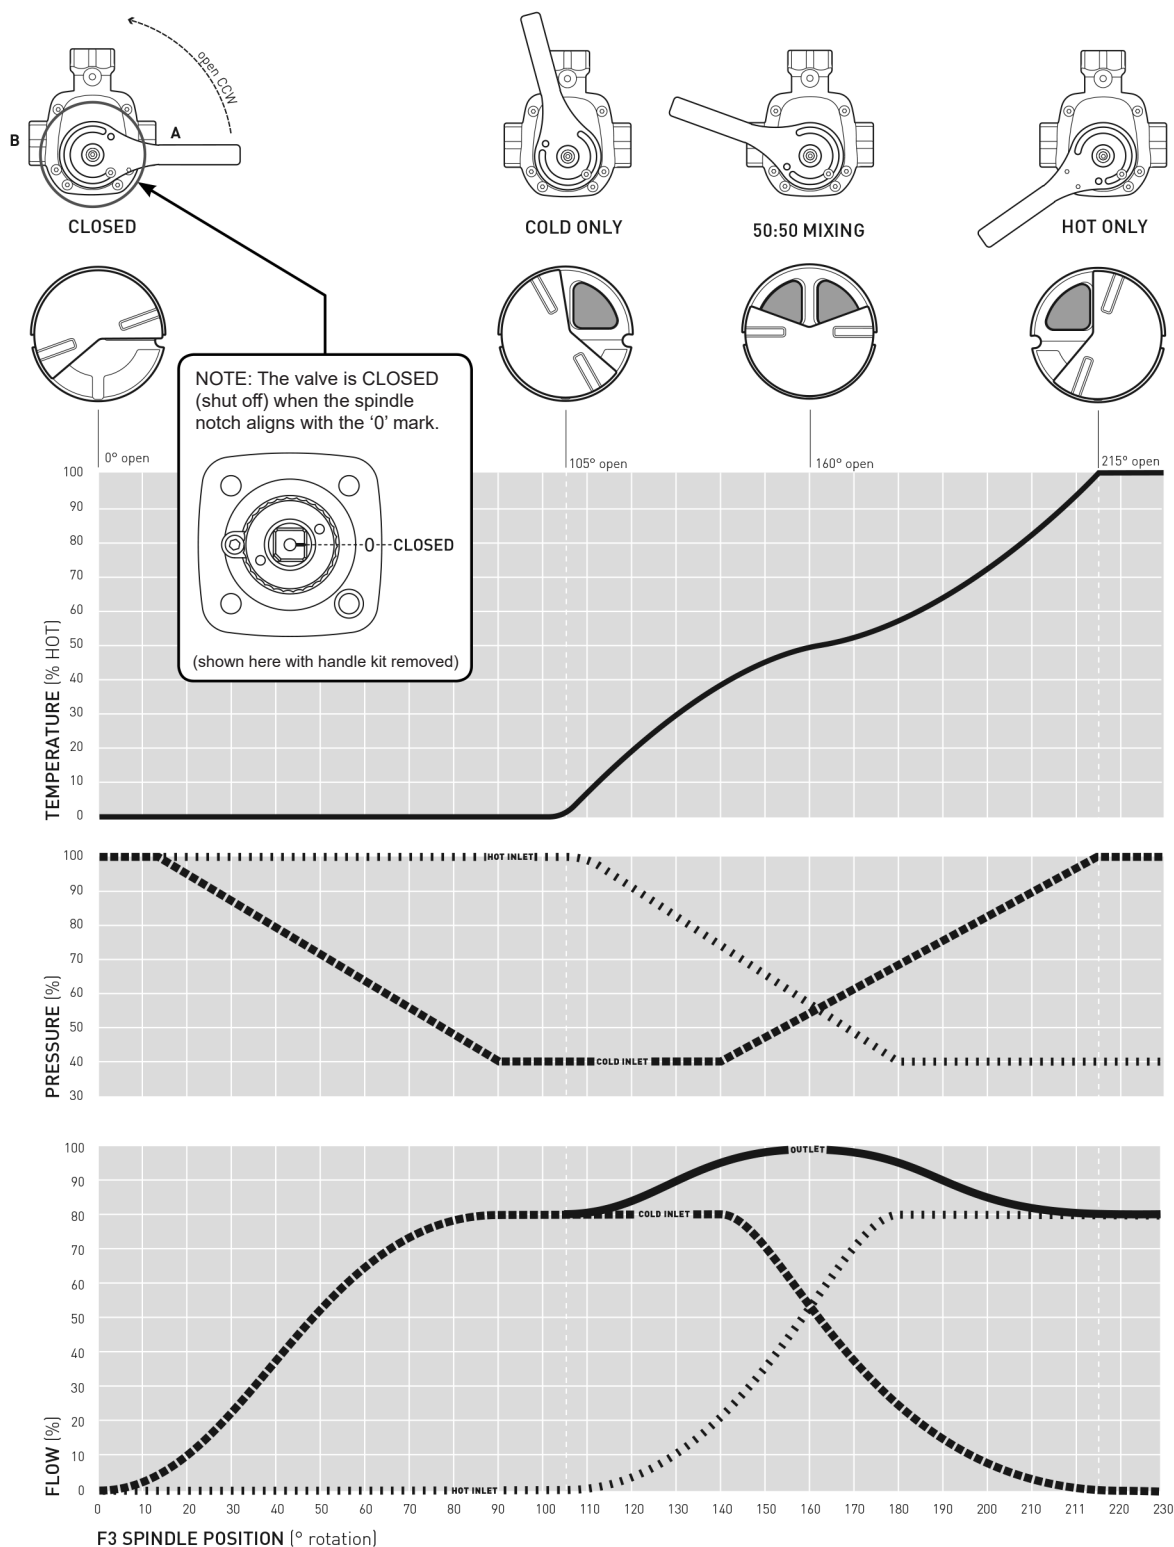 open CCW
B
A
CLOSED
COLD ONLY
50:50 MIXING
HOT ONLY
NOTE: The valve is CLOSED
(shut off) when the spindle
notch aligns with the ‘0’ mark.
0
CLOSED
(shown here with handle kit removed)
0° open
105° open
160° open
215° open
TEMPERATURE (% HOT)
100
90
80
70
60
50
40
30
20
10
0
PRESSURE (%)
100
90
80
70
60
50
40
30
HOT INLET
COLD INLET
FLOW (%)
100
90
80
70
60
50
40
30
20
10
0
OUTLET
COLD INLET
HOT INLET
0 10 20 30 40 50 60 70 80 90 100 110 120 130 140 150 160 170 180 190 200 210 211 220 230
F3 SPINDLE POSITION (° rotation)